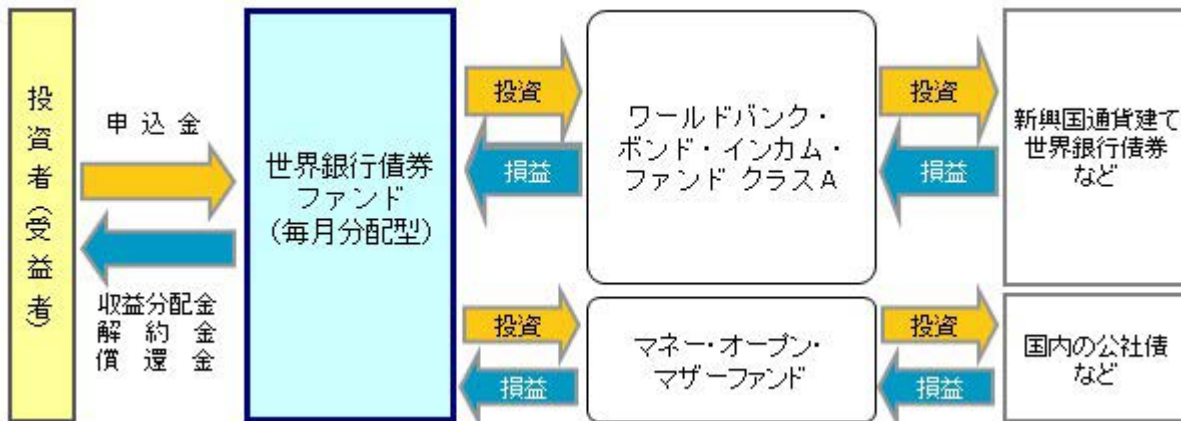 投資者(受益者)
申込金
収益分配金
解約金
償還金
世界銀行債券
ファンド
(毎月分配型)
投資
損益
ワールドバンク・
ボンド・インカム・
ファンド クラスA
投資
損益
新興国通貨建て
世界銀行債券
など
投資
損益
マネー・オープン・
マザーファンド
投資
損益
国内の公社債
など